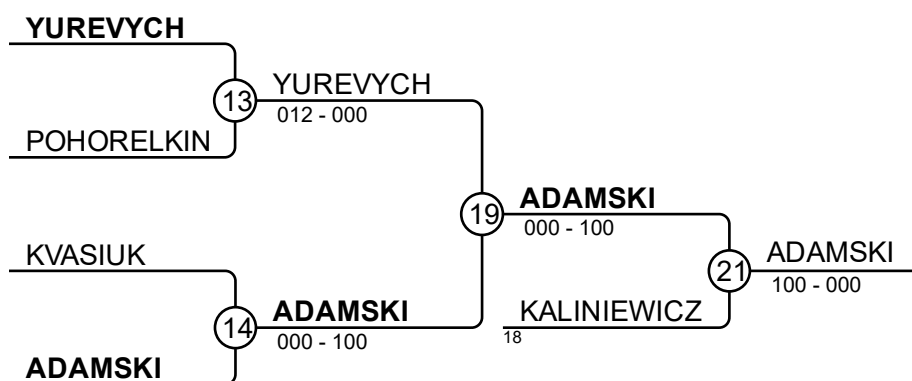 YUREVYCH
13
YUREVYCH
012 - 000
POHORELKIN
19
ADAMSKI
000 - 100
KVASIUK
21
ADAMSKI
100 - 000
14
ADAMSKI
000 - 100
KALINIEWICZ
18
ADAMSKI